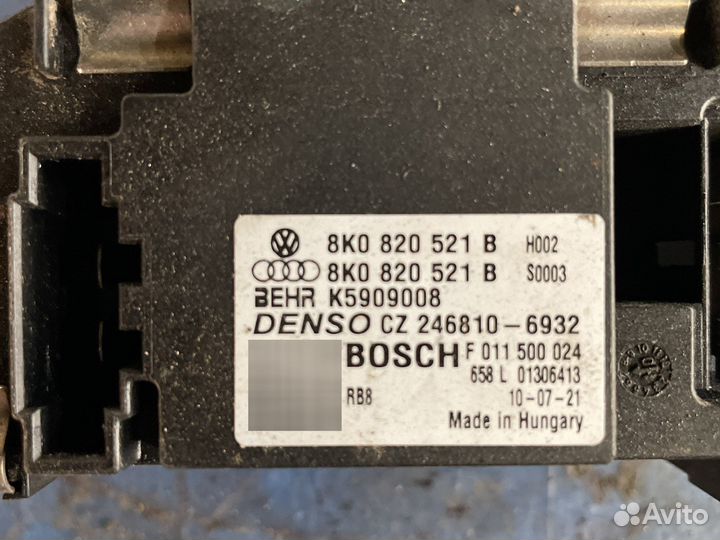 8K0 820 521 B H002
8K0 820 521 B S0003
BEHR K5909008
DENSO CZ 246810-6932
BOSCH F 011 500 024
658 L 01306413
RB8 10-07-21
Made in Hungary
Avito